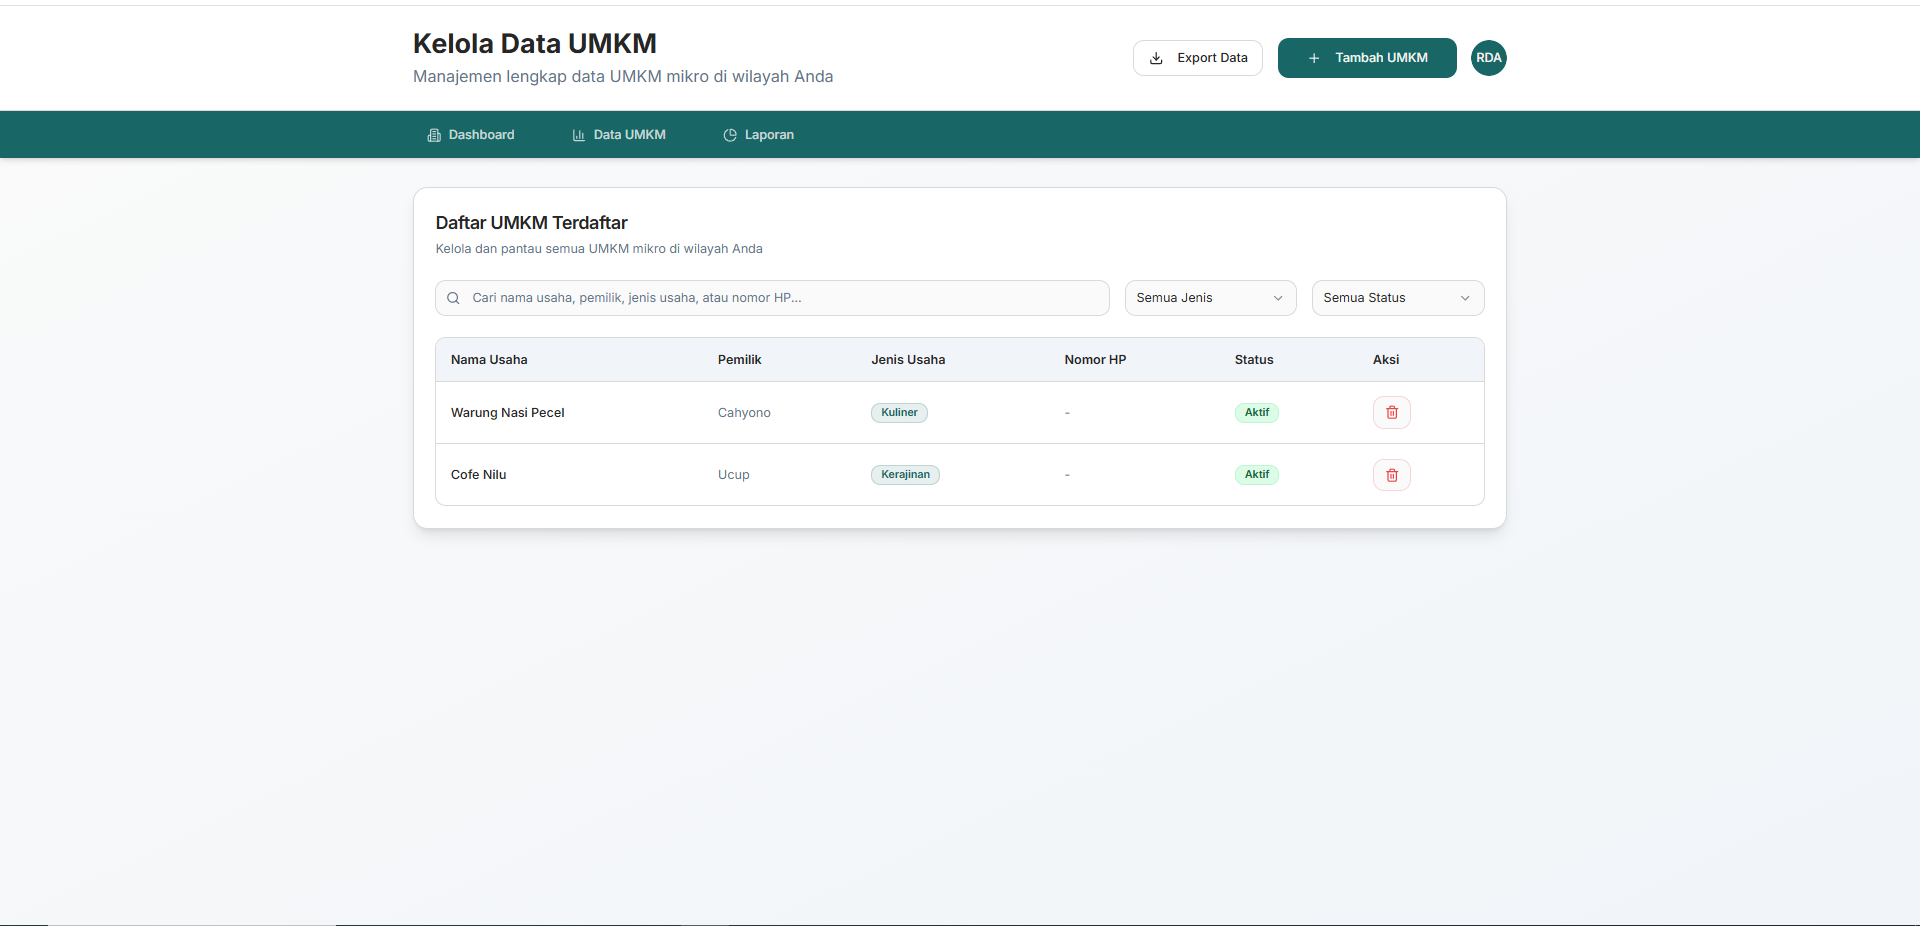 Kelola Data UMKM
Manajemen lengkap data UMKM mikro di wilayah Anda
Export Data
Tambah UMKM
RDA
Dashboard
Data UMKM
Laporan
Daftar UMKM Terdaftar
Kelola dan pantau semua UMKM mikro di wilayah Anda
Cari nama usaha, pemilik, jenis usaha, atau nomor HP...
Semua Jenis
Semua Status
Nama Usaha Pemilik Jenis Usaha Nomor HP Status Aksi
Warung Nasi Pecel Cahyono Kuliner - Aktif
Cofe Nilu Ucup Kerajinan - Aktif